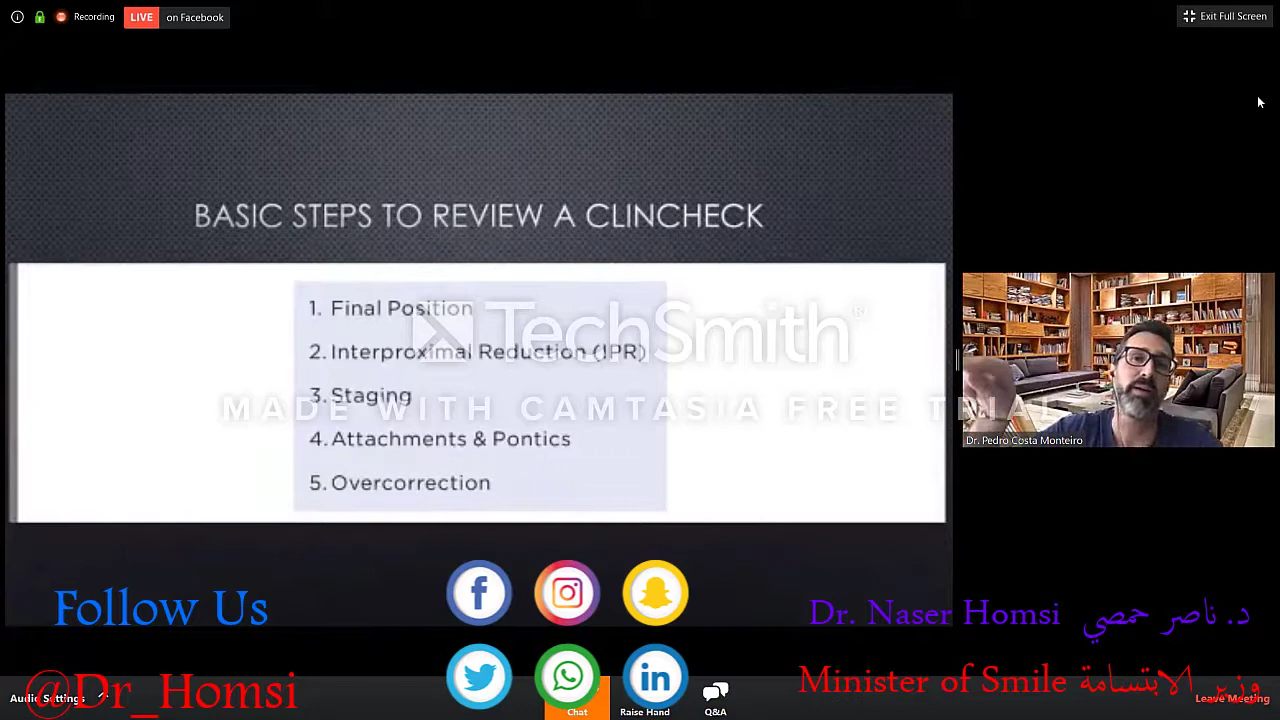 Recording
LIVE on Facebook
Exit Full Screen
BASIC STEPS TO REVIEW A CLINCHECK
1. Final Position
2. Interproximal Reduction (IPR)
3. Staging
4. Attachments & Pontics
5. Overcorrection
TechSmith®
MADE WITH CAMTASIA FREE TRIAL
Dr. Pedro Costa Monteiro
Follow Us
Dr. Naser Homsi د. ناصر حمصي
@Dr_Homsi
Minister of Smile وزير الابتسامة
Audio Settings
Chat
Raise Hand
Q&A
Leave Meeting